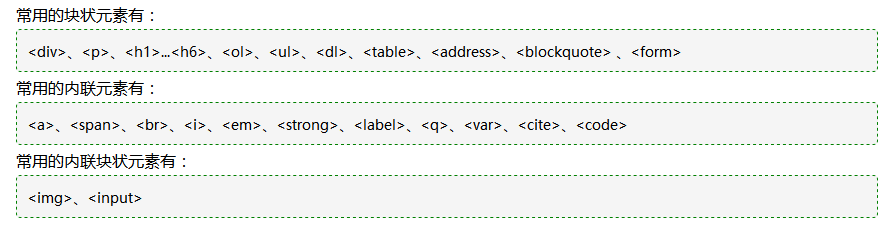 常用的块状元素有：
<div>、<p>、<h1>...<h6>、<ol>、<ul>、<dl>、<table>、<address>、<blockquote> 、<form>
常用的内联元素有：
<a>、<span>、<br>、<i>、<em>、<strong>、<label>、<q>、<var>、<cite>、<code>
常用的内联块状元素有：
<img>、<input>